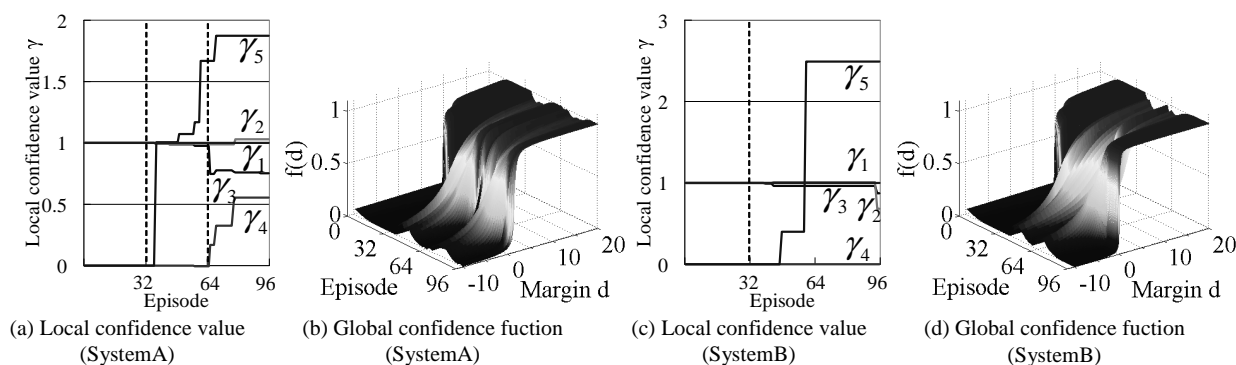 Local confidence value γ
2
1.5
1
0.5
0
γ5
γ2
γ1
γ3
γ4
32
64
96
Episode
(a) Local confidence value
(SystemA)
f(d)
1
0.5
0
32
64
96
Episode
-10
0
10
20
Margin d
(b) Global confidence fuction
(SystemA)
Local confidence value γ
3
2
1
0
γ5
γ1
γ3
γ2
γ4
32
64
96
Episode
(c) Local confidence value
(SystemB)
f(d)
1
0.5
0
32
64
96
Episode
-10
0
10
20
Margin d
(d) Global confidence fuction
(SystemB)